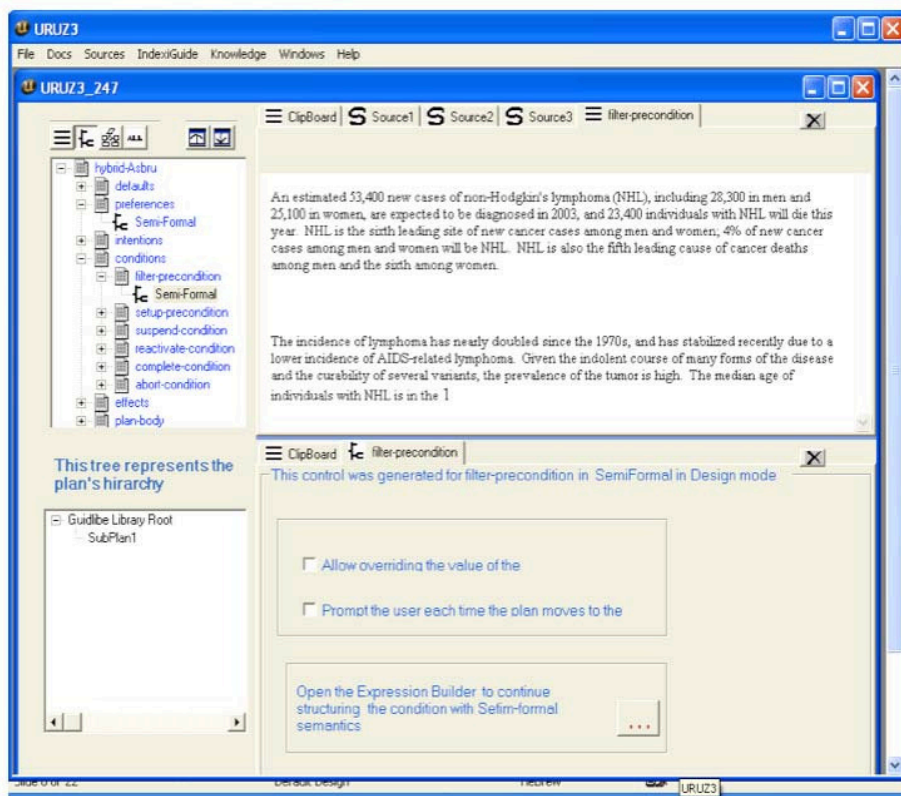 URUZ3
File Docs Sources IndexiGuide Knowledge Windows Help
URUZ3_247
ALL
hybrid-Asbru
defaults
preferences
Semi-Formal
intentions
conditions
filter-precondition
Semi-Formal
setup-precondition
suspend-condition
reactivate-condition
complete-condition
abort-condition
effects
plan-body
This tree represents the
plan's hirarchy
Guidlibe Library Root
SubPlan1
ClipBoard Source1 Source2 Source3 filter-precondition
An estimated 53,400 new cases of non-Hodgkin's lymphoma (NHL), including 28,300 in men and
25,100 in women, are expected to be diagnosed in 2003, and 23,400 individuals with NHL will die this
year. NHL is the sixth leading site of new cancer cases among men and women; 4% of new cancer
cases among men and women will be NHL. NHL is also the fifth leading cause of cancer deaths
among men and the sixth among women.
The incidence of lymphoma has nearly doubled since the 1970s, and has stabilized recently due to a
lower incidence of AIDS-related lymphoma. Given the indolent course of many forms of the disease
and the curability of several variants, the prevalence of the tumor is high. The median age of
individuals with NHL is in the 1
ClipBoard filter-precondition
This control was generated for filter-precondition in SemiFormal in Design mode
Allow overriding the value of the
Prompt the user each time the plan moves to the
Open the Expression Builder to continue
structuring the condition with Setim-formal
semantics
...
Slide 6 of 22 Default Design Hebrew
URUZ3